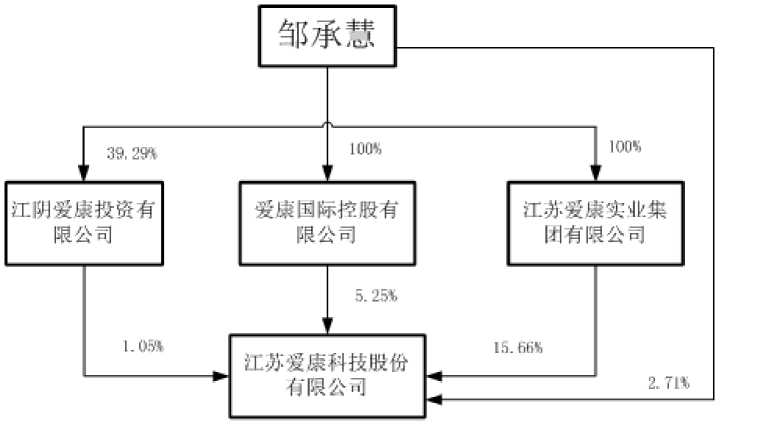 邹承慧
39.29%
100%
100%
江阴爱康投资有
限公司
爱康国际控股有
限公司
江苏爱康实业集
团有限公司
5.25%
1.05%
15.66%
江苏爱康科技股份
有限公司
2.71%